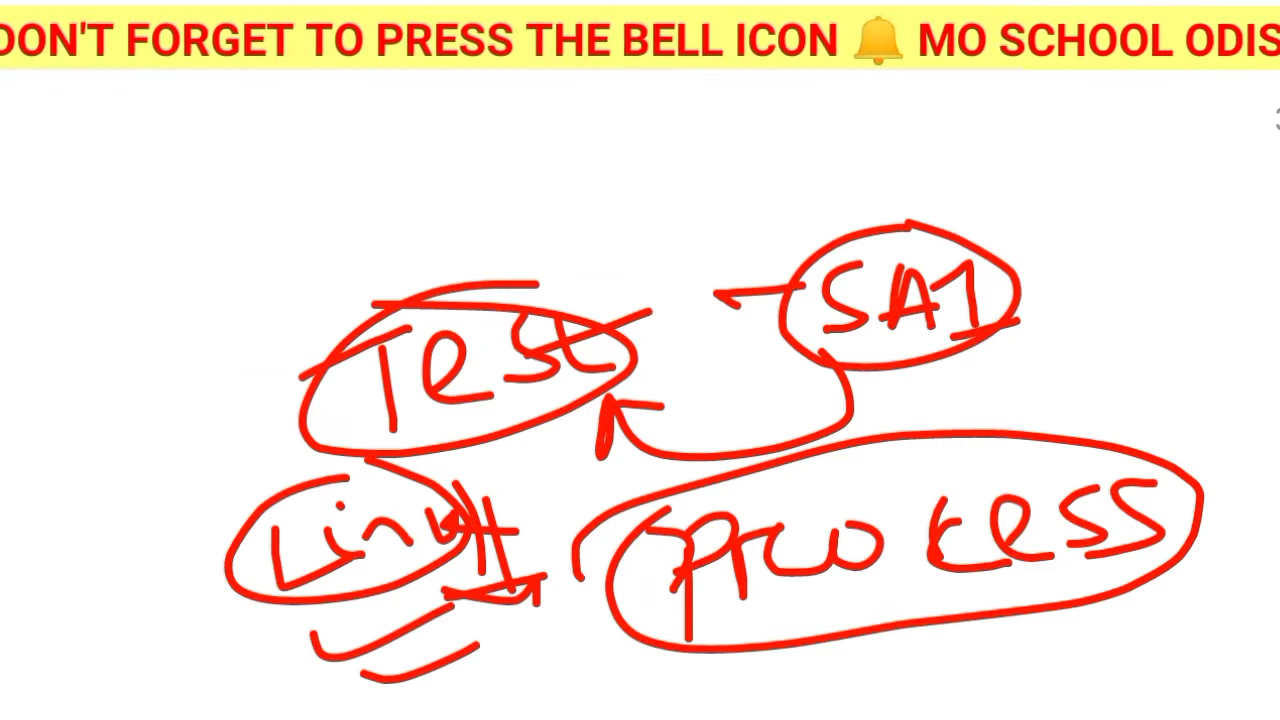 DON'T FORGET TO PRESS THE BELL ICON 🔔 MO SCHOOL ODIS
SA1
Test
Link
process